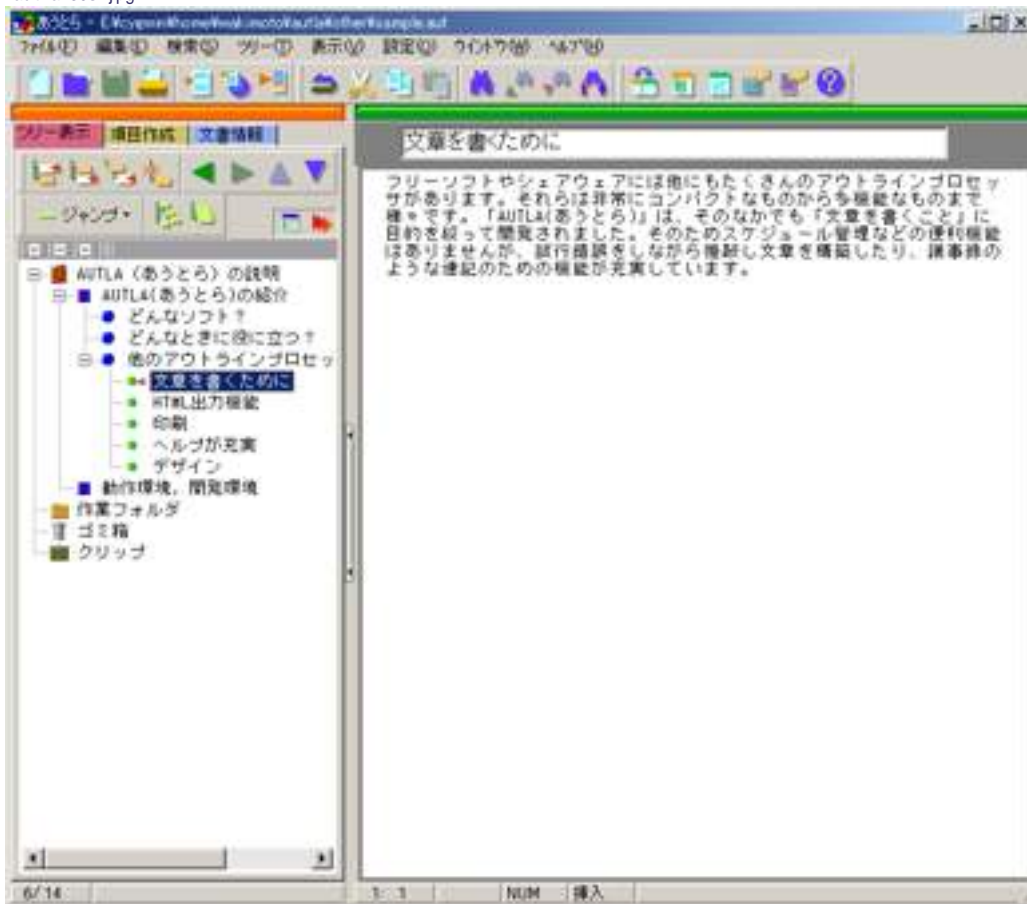 あうとら - E:¥cygwin¥home¥wakimoto¥autla¥other¥sample.aut
ファイル(F) 編集(E) 検索(S) ツリー(T) 表示(V) 設定(O) ウインドウ(W) ヘルプ(H)
ツリー表示 項目作成 文書情報
文章を書くために
ジャンプ
フリーソフトやシェアウェアには他にもたくさんのアウトラインプロセッ
サがあります。それらは非常にコンパクトなものから多機能なものまで
様々です。「AUTLA(あうとら)」は、そのなかでも「文章を書くこと」に
目的を絞って開発されました。そのためスケジュール管理などの便利機能
はありませんが、試行錯誤をしながら推敲し文章を構築したり、議事録の
ような速記のための機能が充実しています。
AUTLA（あうとら）の説明
AUTLA(あうとら)の紹介
どんなソフト？
どんなときに役に立つ？
他のアウトラインプロセッ
文章を書くために
HTML出力機能
印刷
ヘルプが充実
デザイン
動作環境，開発環境
作業フォルダ
ゴミ箱
クリップ
6/14
1: 1 NUM 挿入